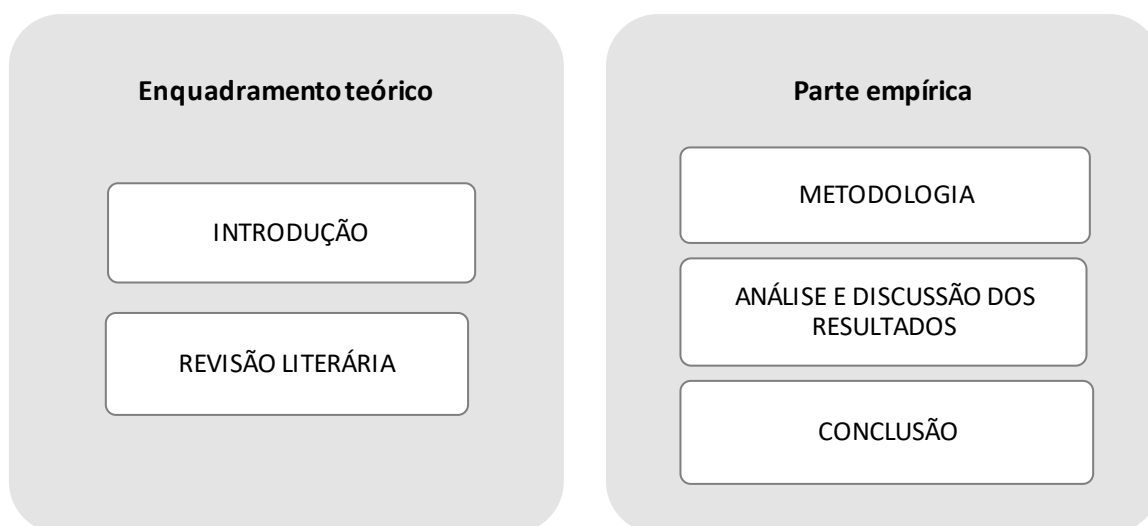 Enquadramento teórico
INTRODUÇÃO
REVISÃO LITERÁRIA
Parte empírica
METODOLOGIA
ANÁLISE E DISCUSSÃO DOS
RESULTADOS
CONCLUSÃO